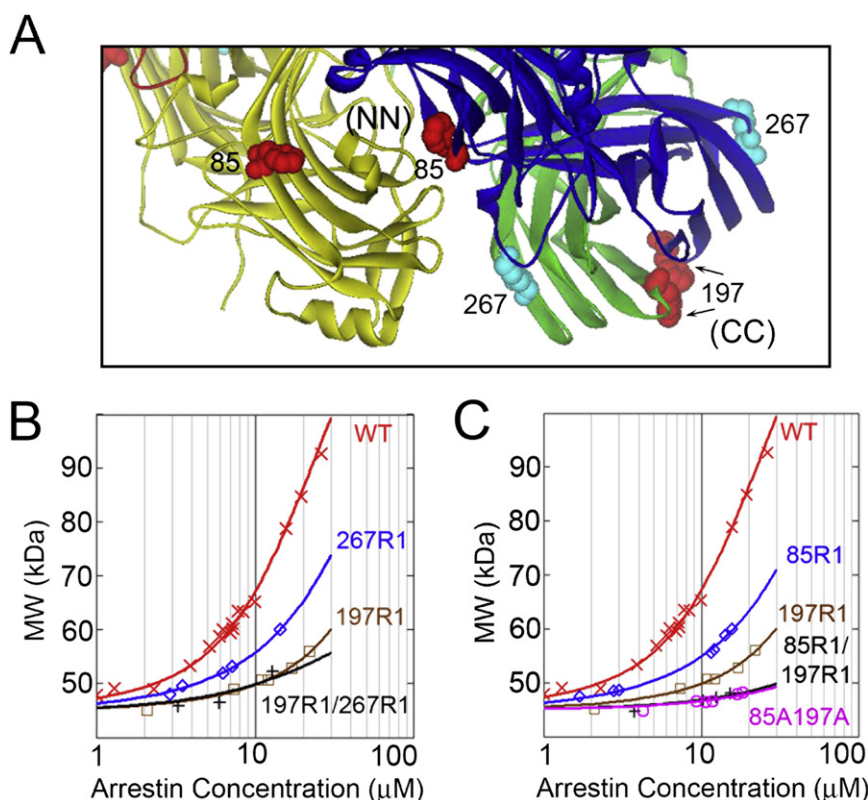 A
(NN)
85
85
267
267
197
(CC)
B
MW (kDa)
90
80
70
60
50
WT
267R1
197R1
197R1/267R1
1
10
100
Arrestin Concentration (μM)
C
MW (kDa)
90
80
70
60
50
WT
85R1
197R1
85R1/
197R1
85A197A
1
10
100
Arrestin Concentration (μM)